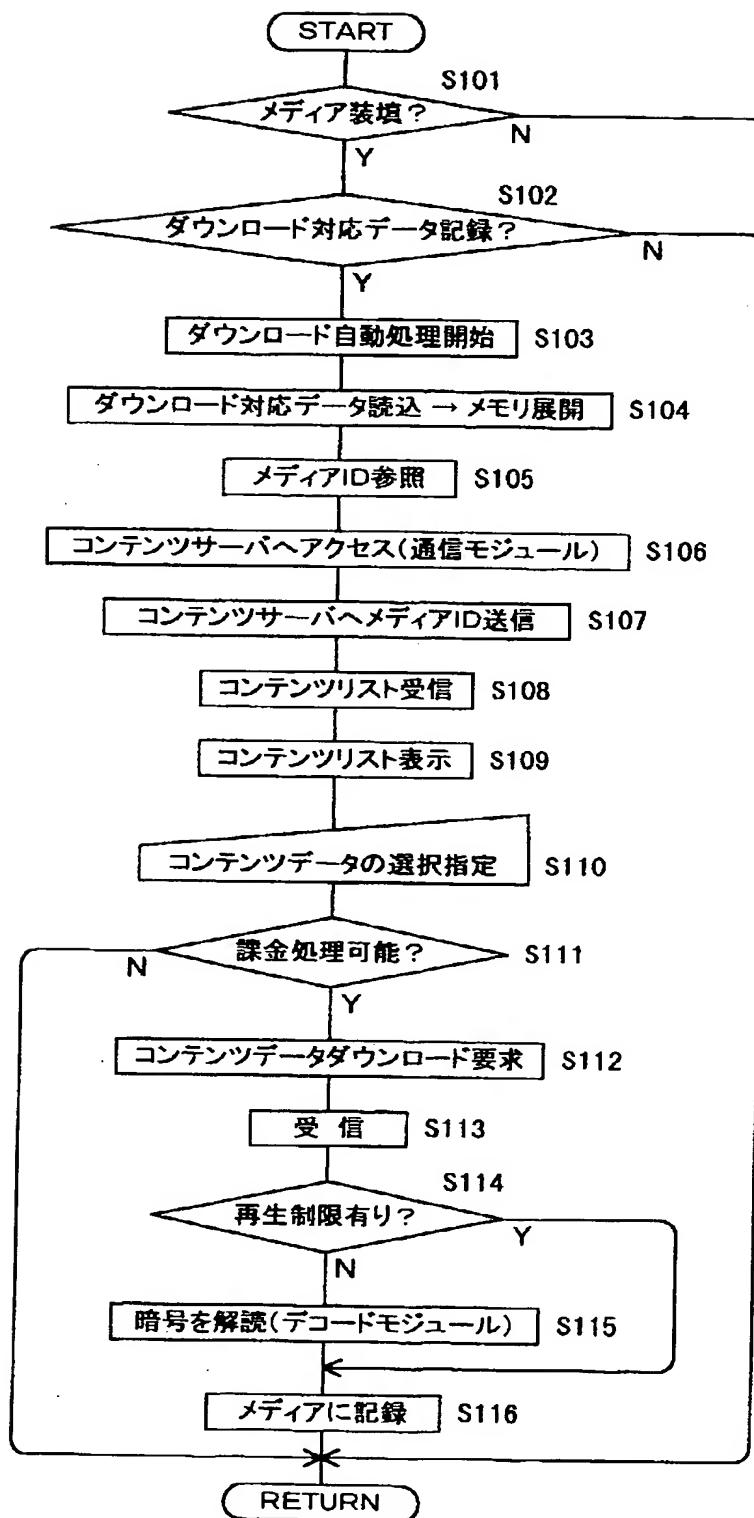 START
S101
メディア装填?
N
Y
S102
ダウンロード対応データ記録?
N
Y
ダウンロード自動処理開始 S103
ダウンロード対応データ読込 → メモリ展開 S104
メディアID参照 S105
コンテンツサーバへアクセス(通信モジュール) S106
コンテンツサーバへメディアID送信 S107
コンテンツリスト受信 S108
コンテンツリスト表示 S109
コンテンツデータの選択指定 S110
課金処理可能? S111
N
Y
コンテンツデータダウンロード要求 S112
受 信 S113
S114
再生制限有り?
Y
N
暗号を解読(デコードモジュール) S115
メディアに記録 S116
RETURN